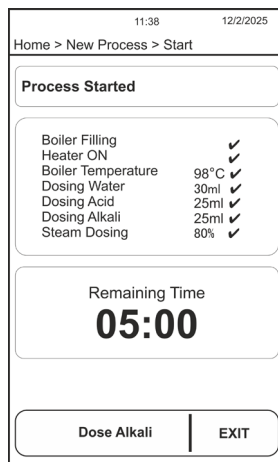 11:38 12/2/2025
Home > New Process > Start
Process Started
Boiler Filling ✔
Heater ON ✔
Boiler Temperature 98°C ✔
Dosing Water 30ml ✔
Dosing Acid 25ml ✔
Dosing Alkali 25ml ✔
Steam Dosing 80% ✔
Remaining Time
05:00
Dose Alkali EXIT